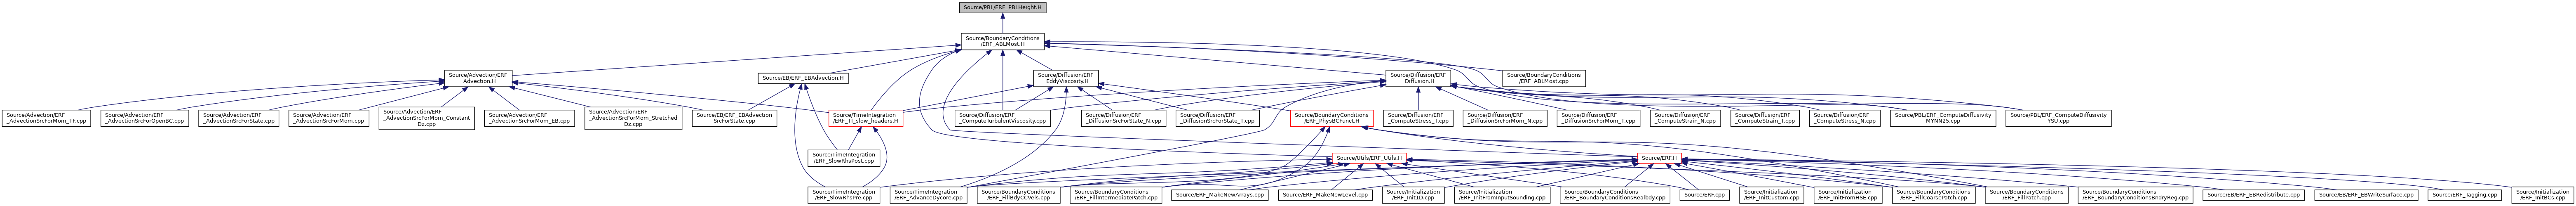 Source/PBL/ERF_PBLHeight.H
Source/BoundaryConditions
/ERF_ABLMost.H
Source/Advection/ERF
_Advection.H
Source/EB/ERF_EBAdvection.H
Source/Diffusion/ERF
_EddyViscosity.H
Source/Diffusion/ERF
_Diffusion.H
Source/BoundaryConditions
/ERF_ABLMost.cpp
Source/Advection/ERF
_AdvectionSrcForMom_TF.cpp
Source/Advection/ERF
_AdvectionSrcForOpenBC.cpp
Source/Advection/ERF
_AdvectionSrcForState.cpp
Source/Advection/ERF
_AdvectionSrcForMom.cpp
Source/Advection/ERF
_AdvectionSrcForMom_Constant
Dz.cpp
Source/Advection/ERF
_AdvectionSrcForMom_EB.cpp
Source/Advection/ERF
_AdvectionSrcForMom_Stretched
Dz.cpp
Source/EB/ERF_EBAdvection
SrcForState.cpp
Source/TimeIntegration
/ERF_TI_slow_headers.H
Source/Diffusion/ERF
_ComputeTurbulentViscosity.cpp
Source/Diffusion/ERF
_DiffusionSrcForState_N.cpp
Source/Diffusion/ERF
_DiffusionSrcForState_T.cpp
Source/BoundaryConditions
/ERF_PhysBCFunct.H
Source/Diffusion/ERF
_ComputeStress_T.cpp
Source/Diffusion/ERF
_DiffusionSrcForMom_N.cpp
Source/Diffusion/ERF
_DiffusionSrcForMom_T.cpp
Source/Diffusion/ERF
_ComputeStrain_N.cpp
Source/Diffusion/ERF
_ComputeStrain_T.cpp
Source/Diffusion/ERF
_ComputeStress_N.cpp
Source/PBL/ERF_ComputeDiffusivity
MYNN25.cpp
Source/PBL/ERF_ComputeDiffusivity
YSU.cpp
Source/TimeIntegration
/ERF_SlowRhsPost.cpp
Source/Utils/ERF_Utils.H
Source/ERF.H
Source/TimeIntegration
/ERF_SlowRhsPre.cpp
Source/TimeIntegration
/ERF_AdvanceDycore.cpp
Source/BoundaryConditions
/ERF_FillBdyCCVels.cpp
Source/BoundaryConditions
/ERF_FillIntermediatePatch.cpp
Source/ERF_MakeNewArrays.cpp
Source/ERF_MakeNewLevel.cpp
Source/Initialization
/ERF_Init1D.cpp
Source/Initialization
/ERF_InitFromInputSounding.cpp
Source/BoundaryConditions
/ERF_BoundaryConditionsRealbdy.cpp
Source/ERF.cpp
Source/Initialization
/ERF_InitCustom.cpp
Source/Initialization
/ERF_InitFromHSE.cpp
Source/BoundaryConditions
/ERF_FillCoarsePatch.cpp
Source/BoundaryConditions
/ERF_FillPatch.cpp
Source/BoundaryConditions
/ERF_BoundaryConditionsBndryReg.cpp
Source/EB/ERF_EBRedistribute.cpp
Source/EB/ERF_EBWriteSurface.cpp
Source/ERF_Tagging.cpp
Source/Initialization
/ERF_InitBCs.cpp